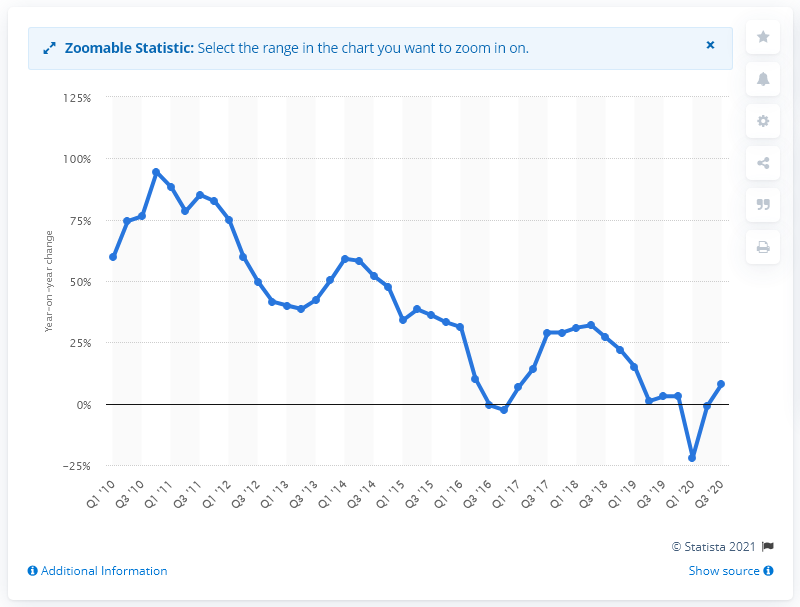 Zoomable Statistic: Select the range in the chart you want to zoom in on.
125%
100%
75%
50%
25%
0%
−25%
Year-on-year change
Q1 '10
Q3 '10
Q1 '11
Q3 '11
Q1 '12
Q3 '12
Q1 '13
Q3 '13
Q1 '14
Q3 '14
Q1 '15
Q3 '15
Q1 '16
Q3 '16
Q1 '17
Q3 '17
Q1 '18
Q3 '18
Q1 '19
Q3 '19
Q1 '20
Q3 '20
© Statista 2021
Additional Information
Show source